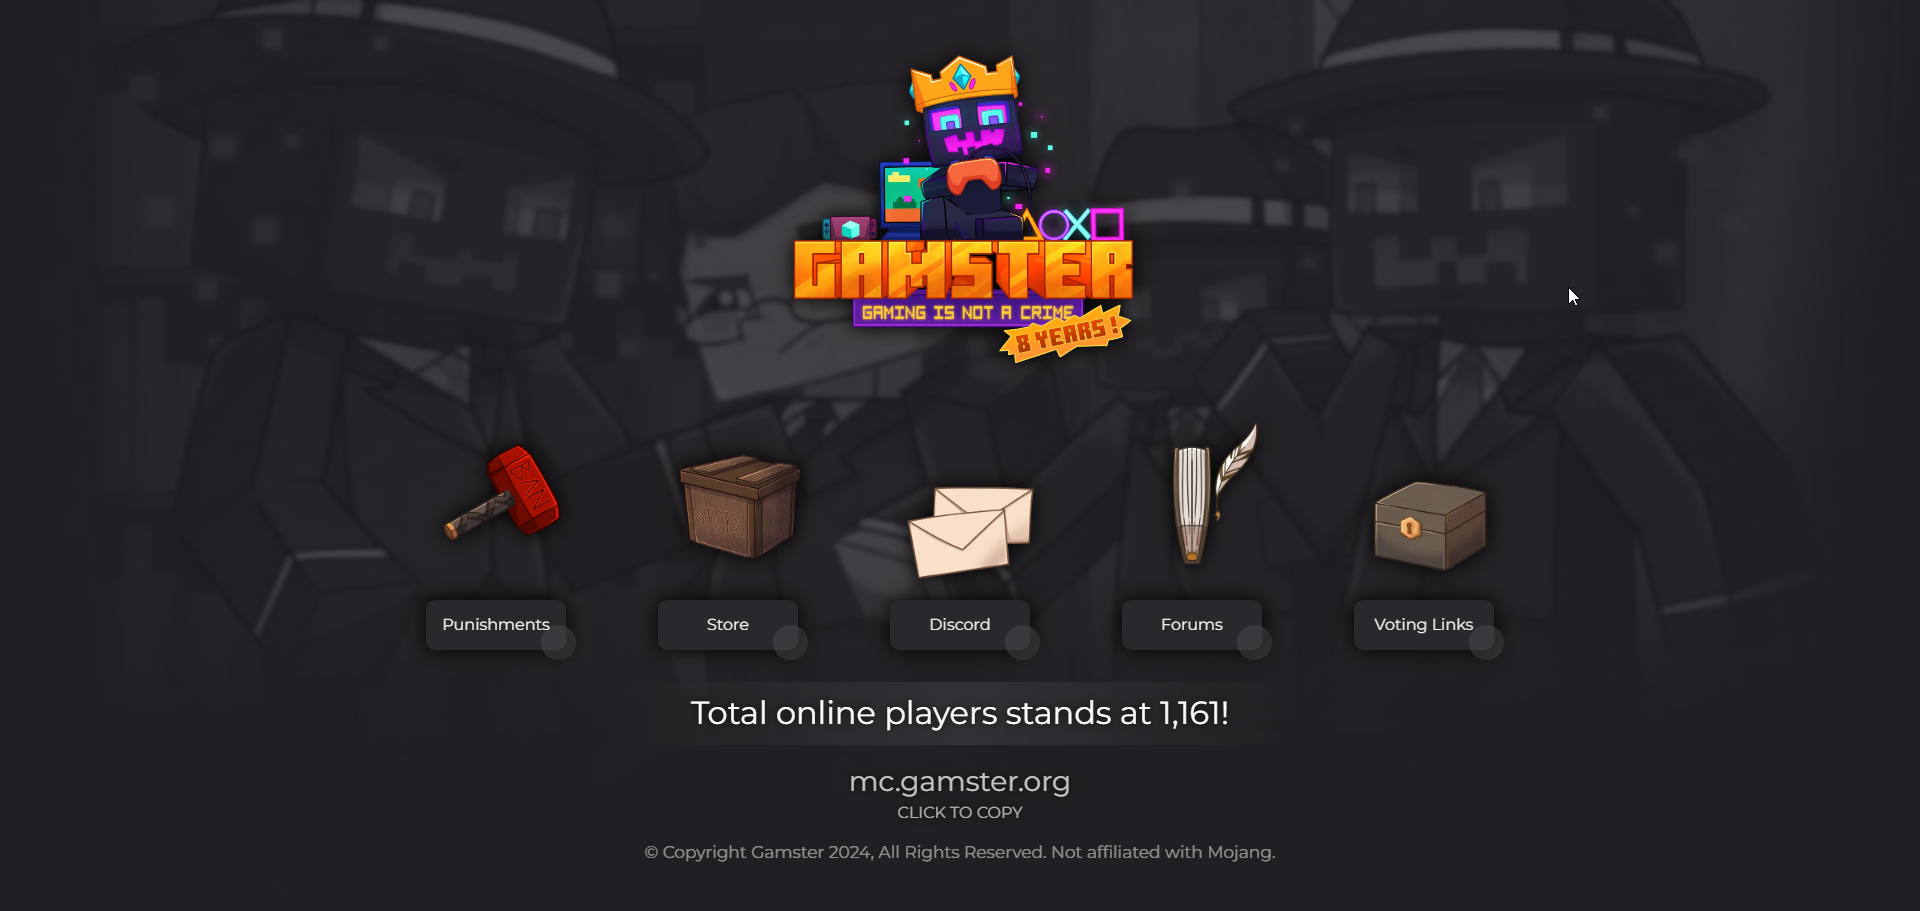 GAMSTER
GAMING IS NOT A CRIME
8 YEARS!
BAN
STORE
Punishments
Store
Discord
Forums
Voting Links
Total online players stands at 1,161!
mc.gamster.org
CLICK TO COPY
© Copyright Gamster 2024, All Rights Reserved. Not affiliated with Mojang.